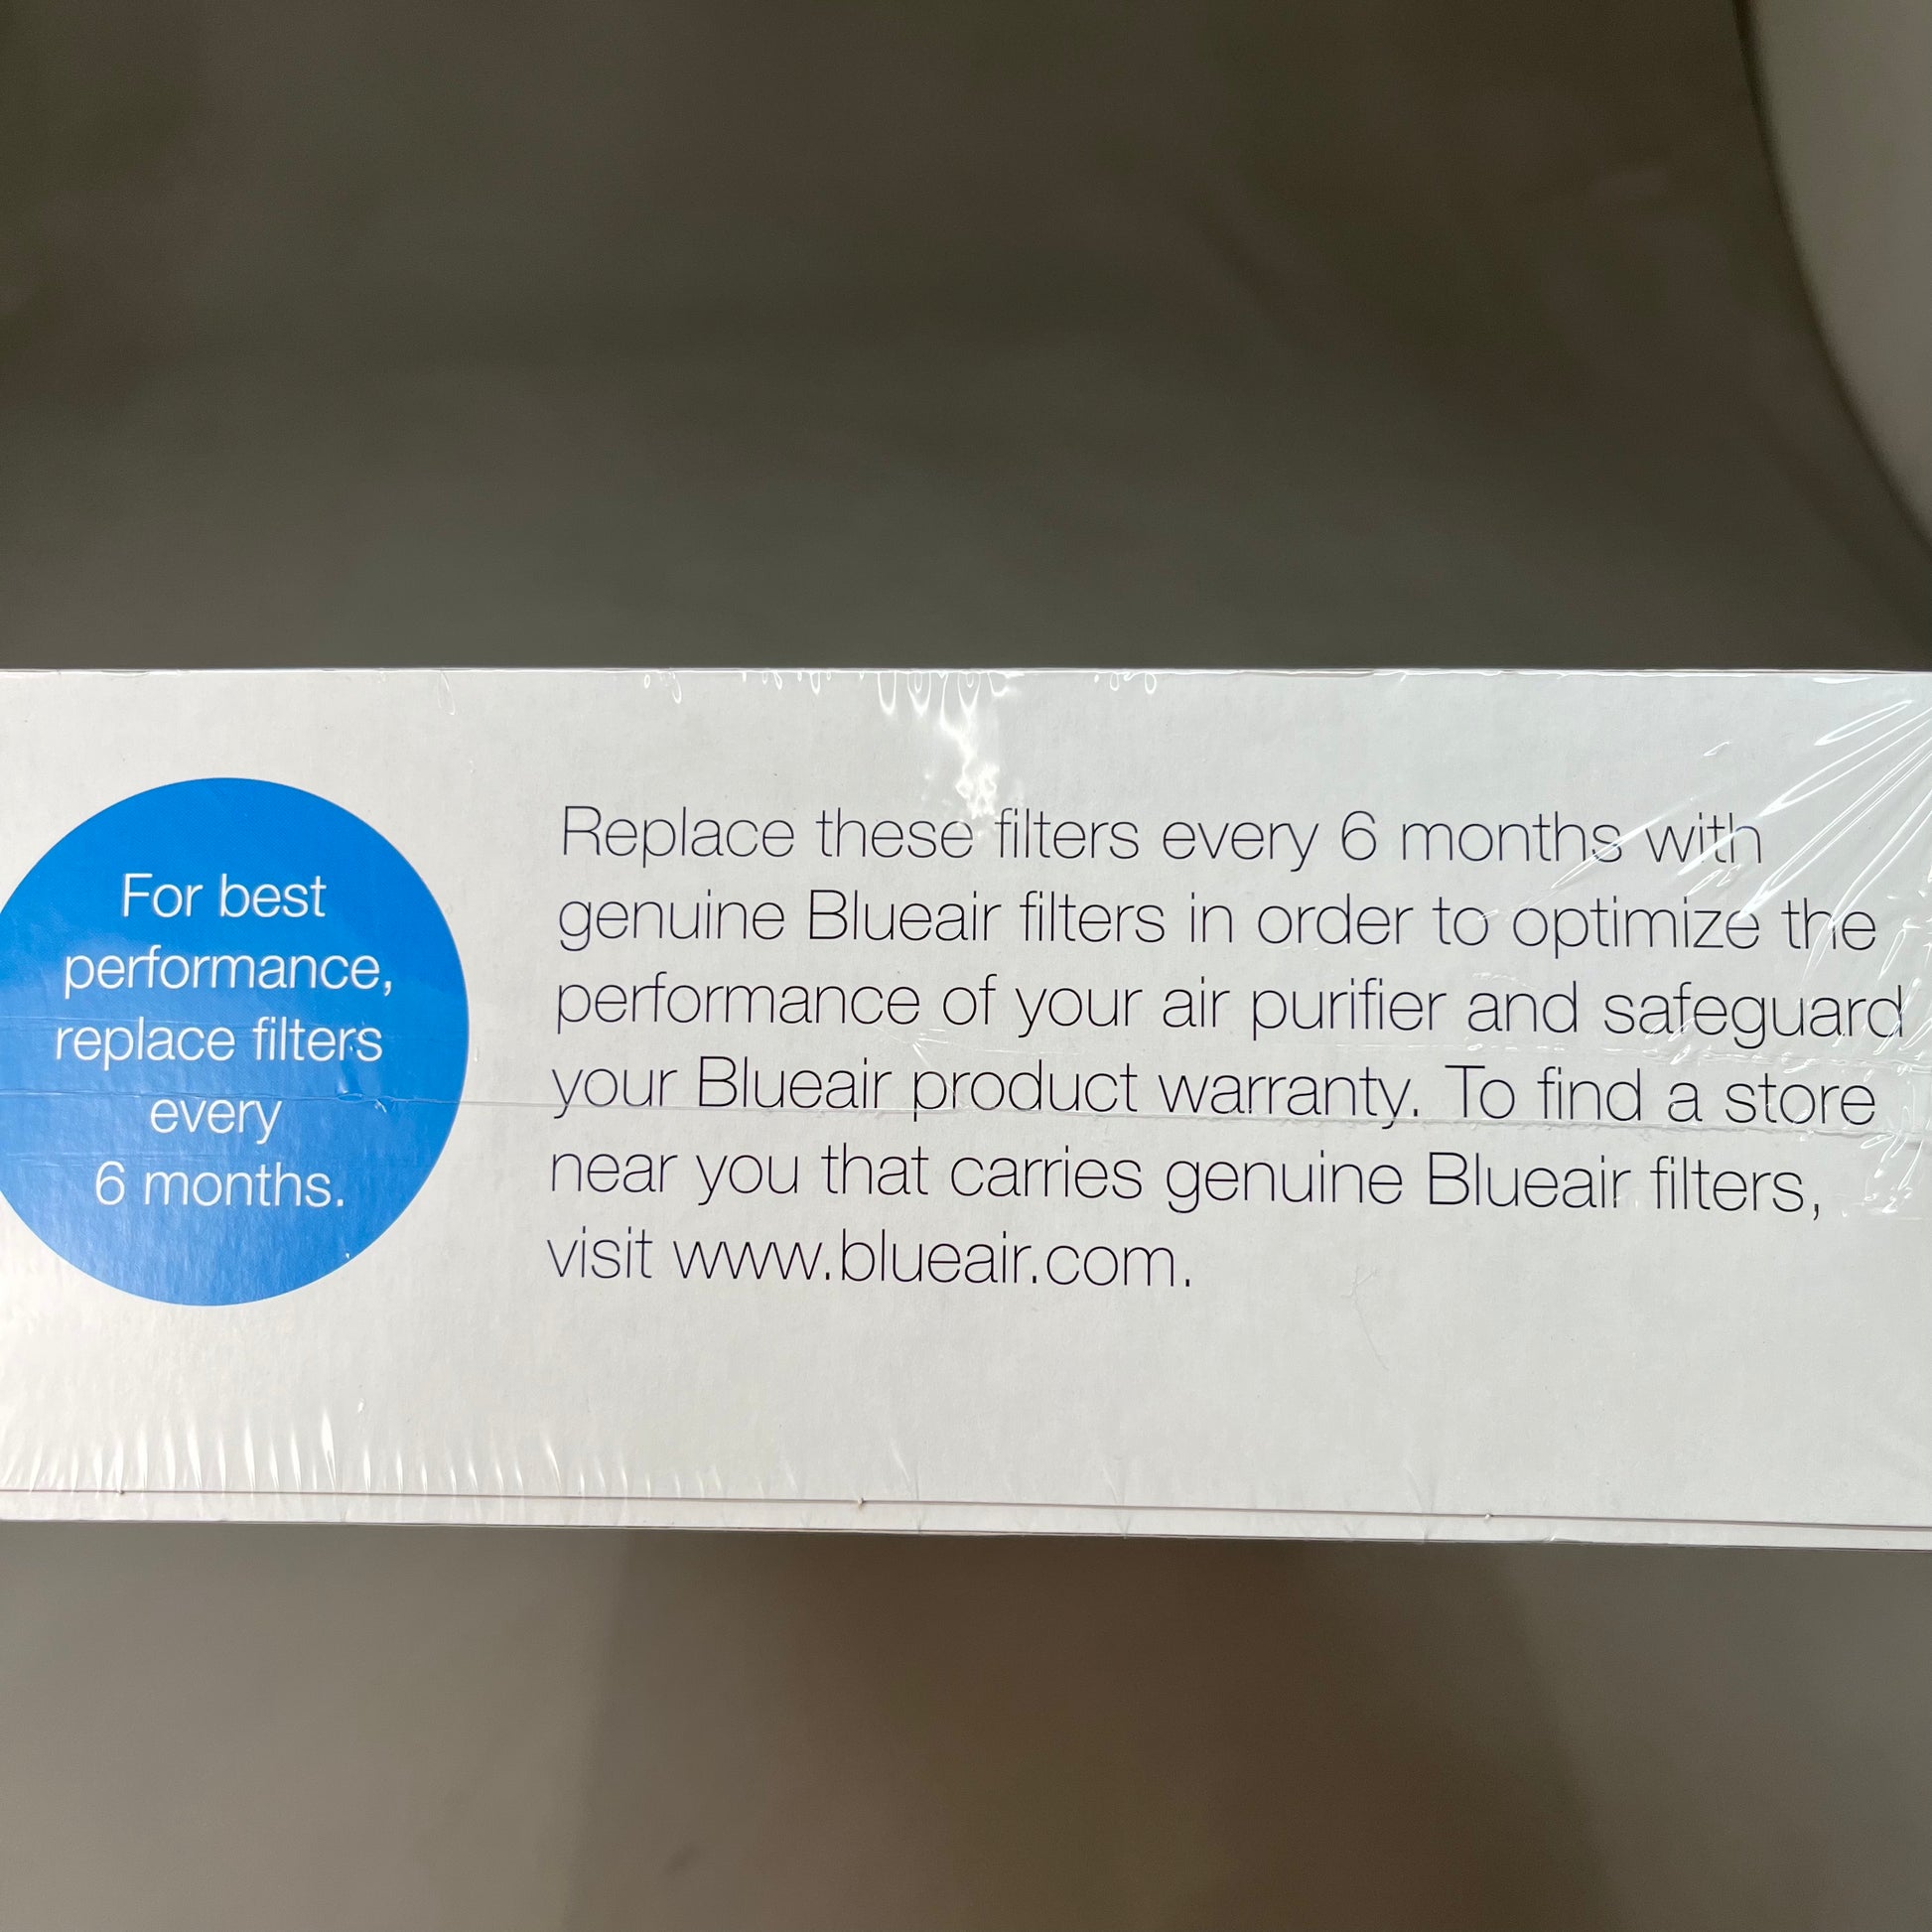 For best
performance,
replace filters
every
6 months.
Replace these filters every 6 months with
genuine Blueair filters in order to optimize the
performance of your air purifier and safeguard
your Blueair product warranty. To find a store
near you that carries genuine Blueair filters,
visit www.blueair.com.